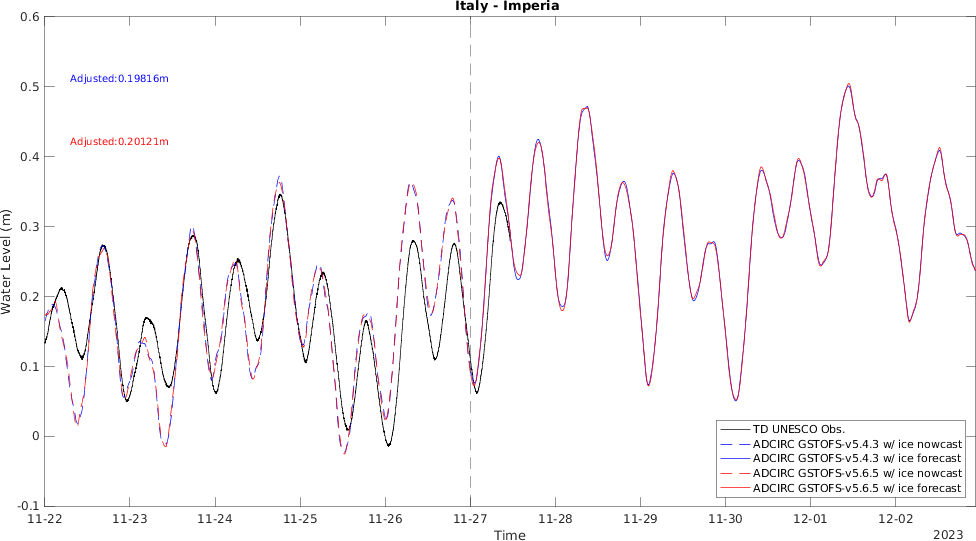 Italy - Imperia
0.6
0.5
0.4
0.3
0.2
0.1
0
-0.1
Water Level (m)
Adjusted:0.19816m
Adjusted:0.20121m
TD UNESCO Obs.
ADCIRC GSTOFS-v5.4.3 w/ ice nowcast
ADCIRC GSTOFS-v5.4.3 w/ ice forecast
ADCIRC GSTOFS-v5.6.5 w/ ice nowcast
ADCIRC GSTOFS-v5.6.5 w/ ice forecast
11-22 11-23 11-24 11-25 11-26 11-27 11-28 11-29 11-30 12-01 12-02
Time
2023